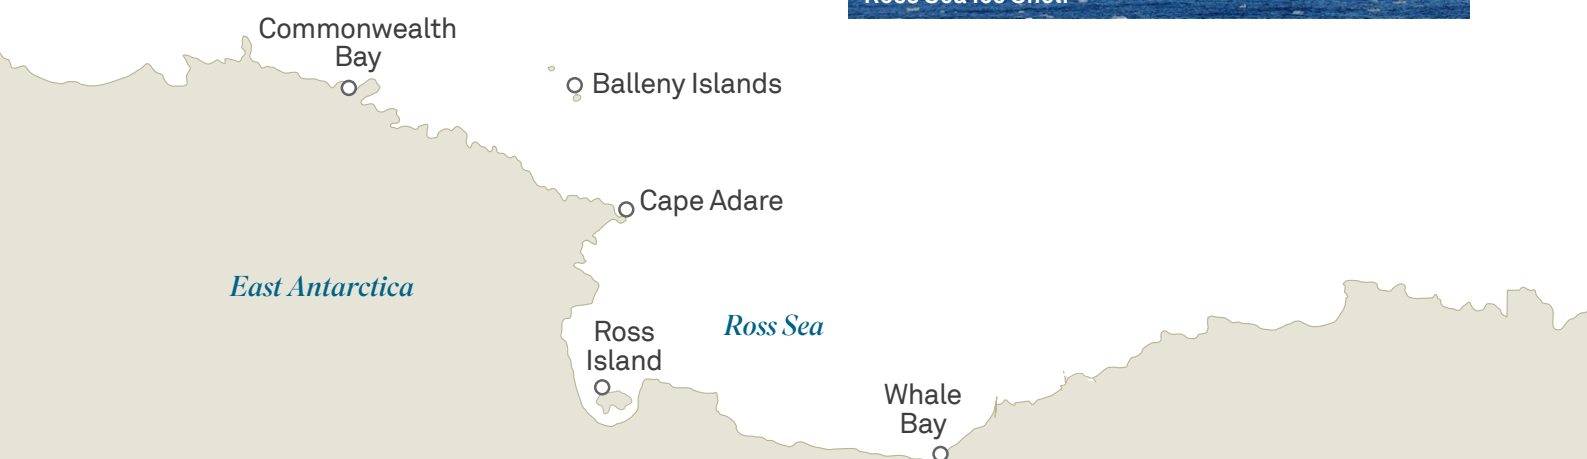 Commonwealth
Bay
Balleny Islands
Cape Adare
East Antarctica
Ross Sea
Ross
Island
Whale
Bay